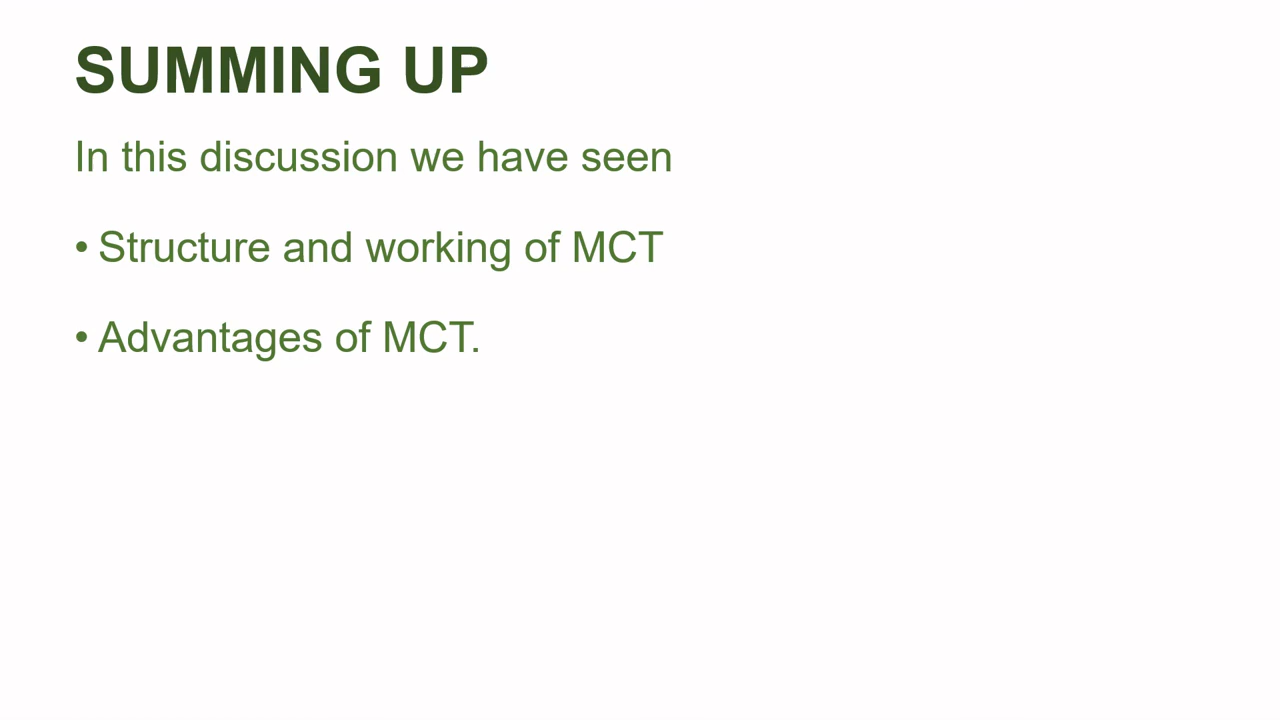 SUMMING UP
In this discussion we have seen
• Structure and working of MCT
• Advantages of MCT.